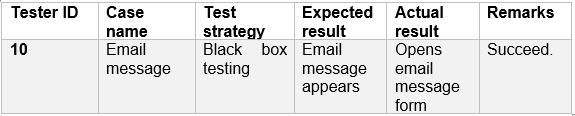 Tester ID Case name Test strategy Expected result Actual result Remarks
10 Email message Black box testing Email message appears Opens email message form Succeed.